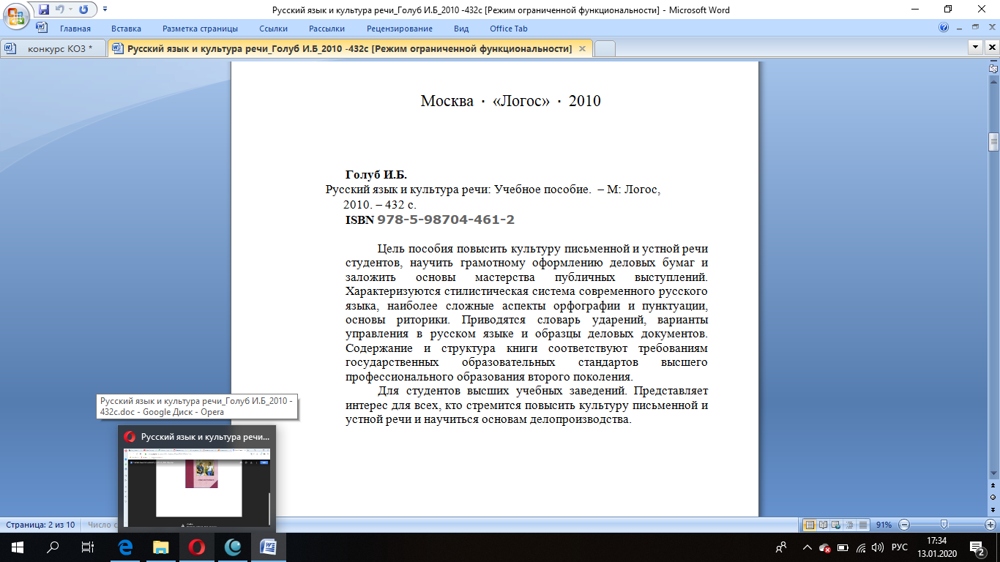 Русский язык и культура речи_Голуб И.Б_2010 -432с [Режим ограниченной функциональности] - Microsoft Word
Главная Вставка Разметка страницы Ссылки Рассылки Рецензирование Вид Office Tab
конкурс КОЗ *
Русский язык и культура речи_Голуб И.Б_2010 -432с [Режим ограниченной функциональности]
Москва · «Логос» · 2010
Голуб И.Б.
Русский язык и культура речи: Учебное пособие. – М: Логос,
2010. – 432 с.
ISBN 978-5-98704-461-2
Цель пособия повысить культуру письменной и устной речи
студентов, научить грамотному оформлению деловых бумаг и
заложить основы мастерства публичных выступлений.
Характеризуются стилистическая система современного русского
языка, наиболее сложные аспекты орфографии и пунктуации,
основы риторики. Приводятся словарь ударений, варианты
управления в русском языке и образцы деловых документов.
Содержание и структура книги соответствуют требованиям
государственных образовательных стандартов высшего
профессионального образования второго поколения.
Для студентов высших учебных заведений. Представляет
интерес для всех, кто стремится повысить культуру письменной и
устной речи и научиться основам делопроизводства.
Русский язык и культура речи_Голуб И.Б_2010 -
432с.doc - Google Диск - Opera
Русский язык и культура речи...
Страница: 2 из 10 Число с
91%
РУС
17:34
13.01.2020
2